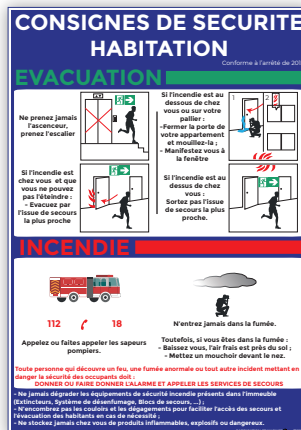 CONSIGNES DE SECURITE
HABITATION
Conforme à l'arrêté de 201
EVACUATION
Ne prenez jamais
l'ascenceur,
prenez l'escalier
Si l'incendie est au
dessous de chez
vous ou sur votre
pallier :
-Fermer la porte de
votre appartement
et mouillez-la ;
- Manifestez vous à
la fenêtre
1
2
Si l'incendie est
chez vous et que
vous ne pouvez
pas l'éteindre :
- Evacuez par
l'issue de secours
la plus proche
Si l'incendie est au
dessus de chez
vous :
Sortez pas l'issue
de secours la plus
proche.
INCENDIE
112
18
Appelez ou faites appeler les sapeurs
pompiers.
N'entrez jamais dans la fumée.
Toutefois, si vous êtes dans la fumée :
- Baissez vous, l'air frais est près du sol ;
- Mettez un mouchoir devant le nez.
Toute personne qui découvre un feu, une fumée anormale ou tout autre incident mettant en
danger la sécurité des occupants doit :
DONNER OU FAIRE DONNER L'ALARME ET APPELER LES SERVICES DE SECOURS
- Ne jamais dégrader les équipements de sécurité incendie présents dans l'immeuble
(Extincteurs, Système de désenfumage, Blocs de secours, ...) ;
- N'encombrez pas les couloirs et les dégagements pour faciliter l'accès des secours et
l'évacuation des habitants en cas de nécessité ;
- Ne stockez jamais chez vous de produits inflammables, explosifs ou dangereux.